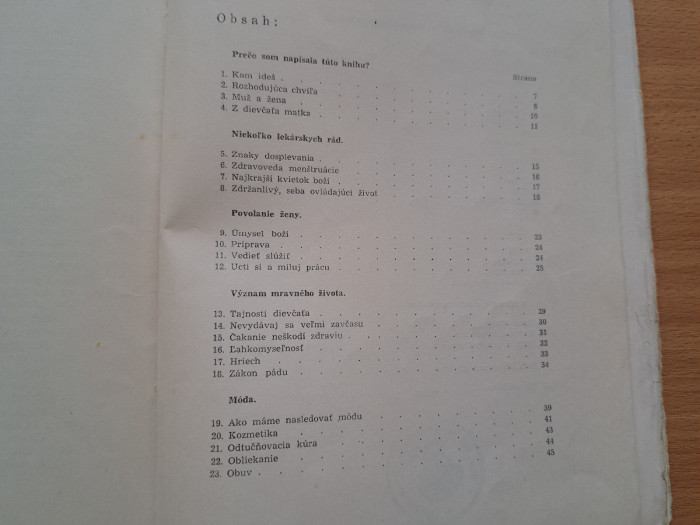 Obsah:
Prečo som napísala túto knihu?
Strana
1. Kam ideš . . . . . . . . . . . 7
2. Rozhodujúca chvíľa . . . . . . . . . 8
3. Muž a žena . . . . . . . . . . 10
4. Z dievčaťa matka . . . . . . . . . 11
Niekoľko lekárskych rád.
5. Znaky dospievania . . . . . . . . . 15
6. Zdravoveda menštruácie . . . . . . . . 16
7. Najkrajší kvietok boží . . . . . . . . 17
8. Zdržanlivý, seba ovládajúci život . . . . . . 18
Povolanie ženy.
9. Úmysel boží . . . . . . . . . . 23
10. Príprava . . . . . . . . . . . 24
11. Vedieť slúžiť . . . . . . . . . . 24
12. Ucti si a miluj prácu . . . . . . . . 25
Význam mravného života.
13. Tajnosti dievčaťa . . . . . . . . . 29
14. Nevydávaj sa veľmi zavčasu . . . . . . . 30
15. Čakanie neškodí zdraviu . . . . . . . . 31
16. Ľahkomyseľnosť . . . . . . . . . 32
17. Hriech . . . . . . . . . . . 33
18. Zákon pádu . . . . . . . . . . 34
Móda.
19. Ako máme nasledovať módu . . . . . . . 39
20. Kozmetika . . . . . . . . . . 41
21. Odtučňovacia kúra . . . . . . . . . 43
22. Obliekanie . . . . . . . . . . 44
23. Obuv . . . . . . . . . . . 45